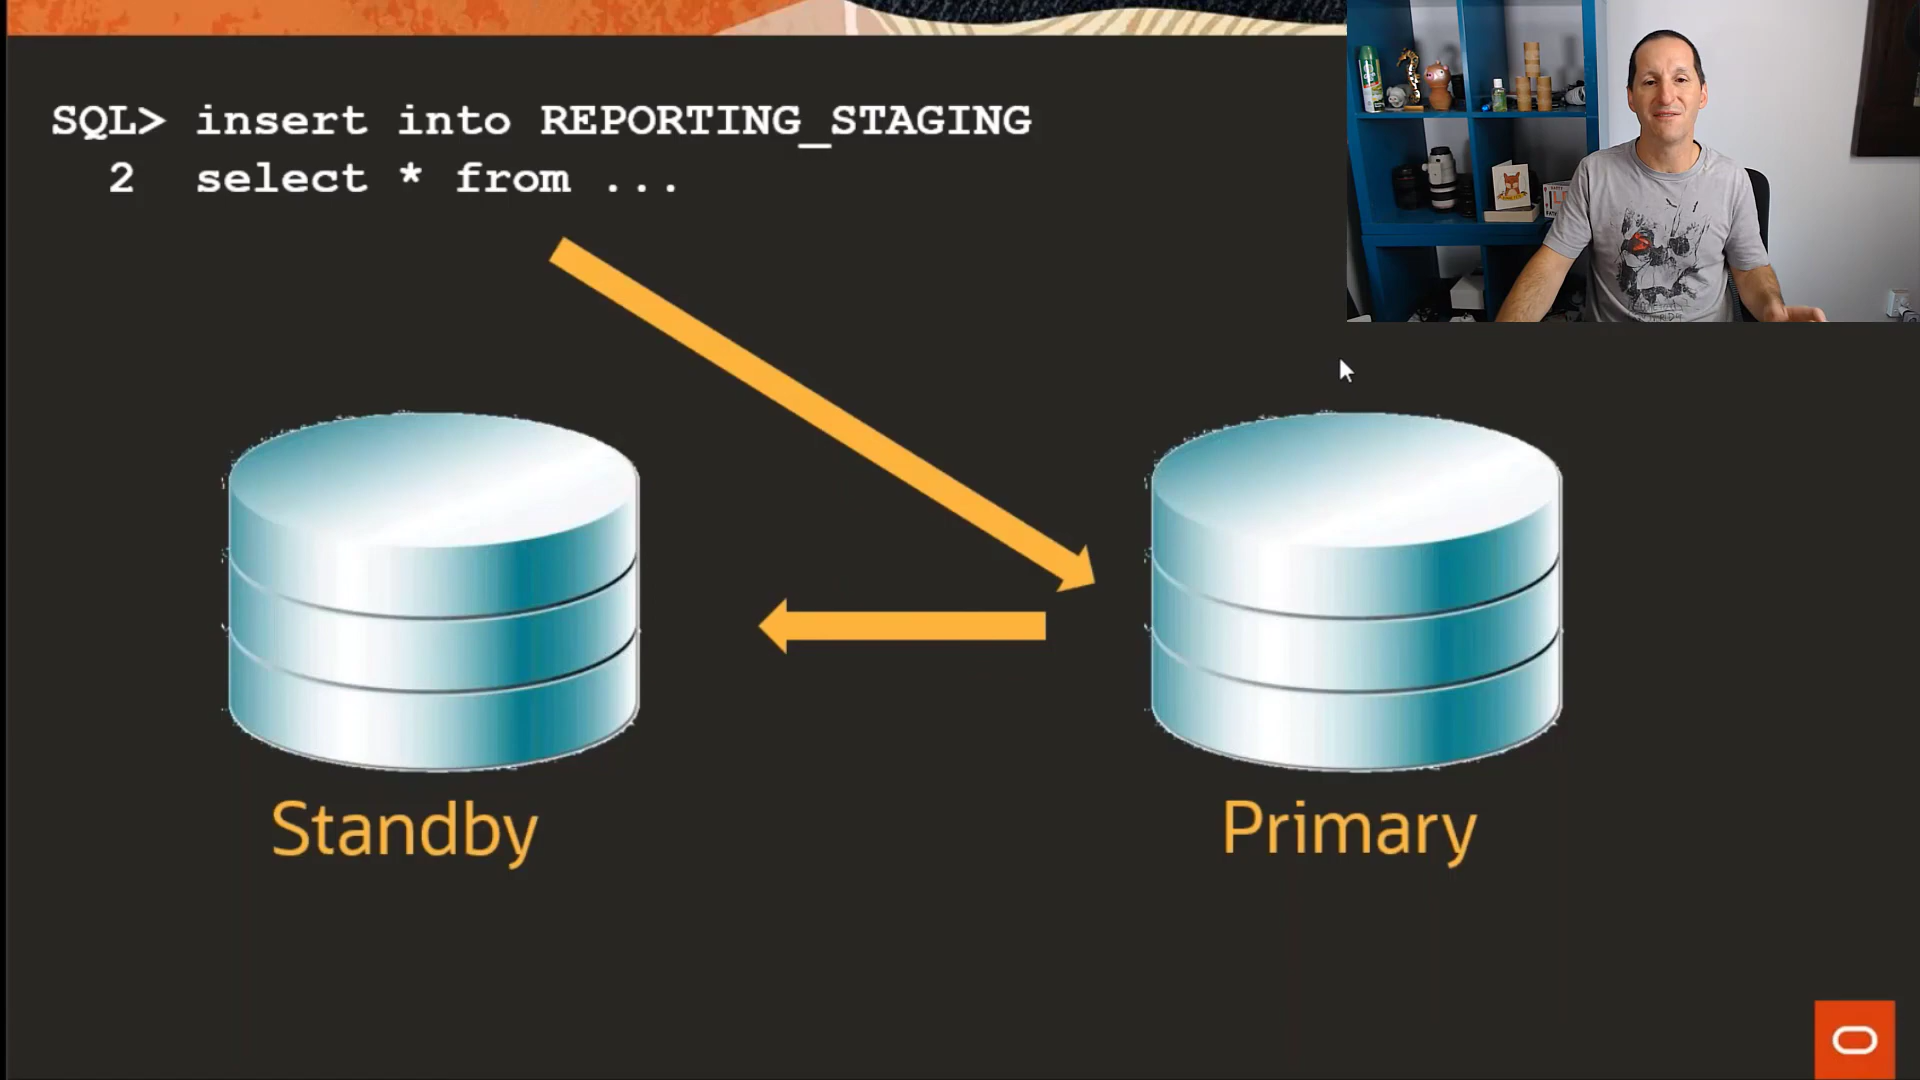 SQL> insert into REPORTING_STAGING
2 select * from ...
Standby
Primary